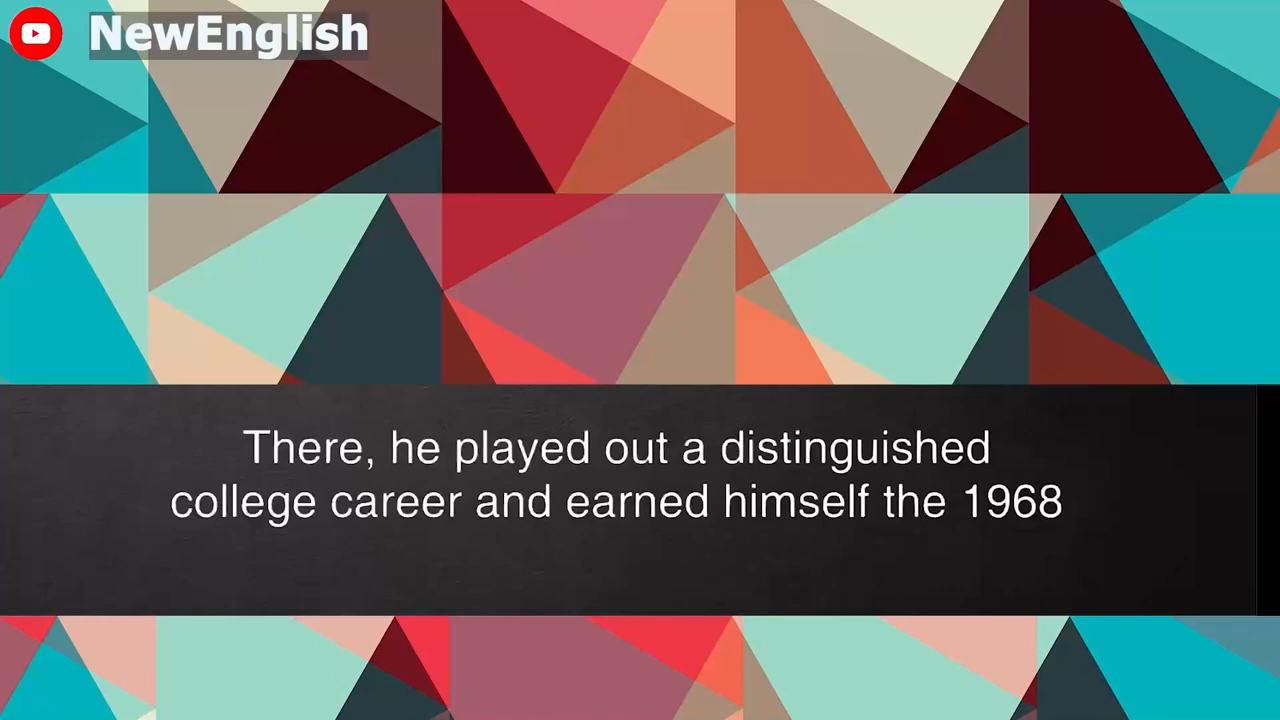 NewEnglish
There, he played out a distinguished
college career and earned himself the 1968